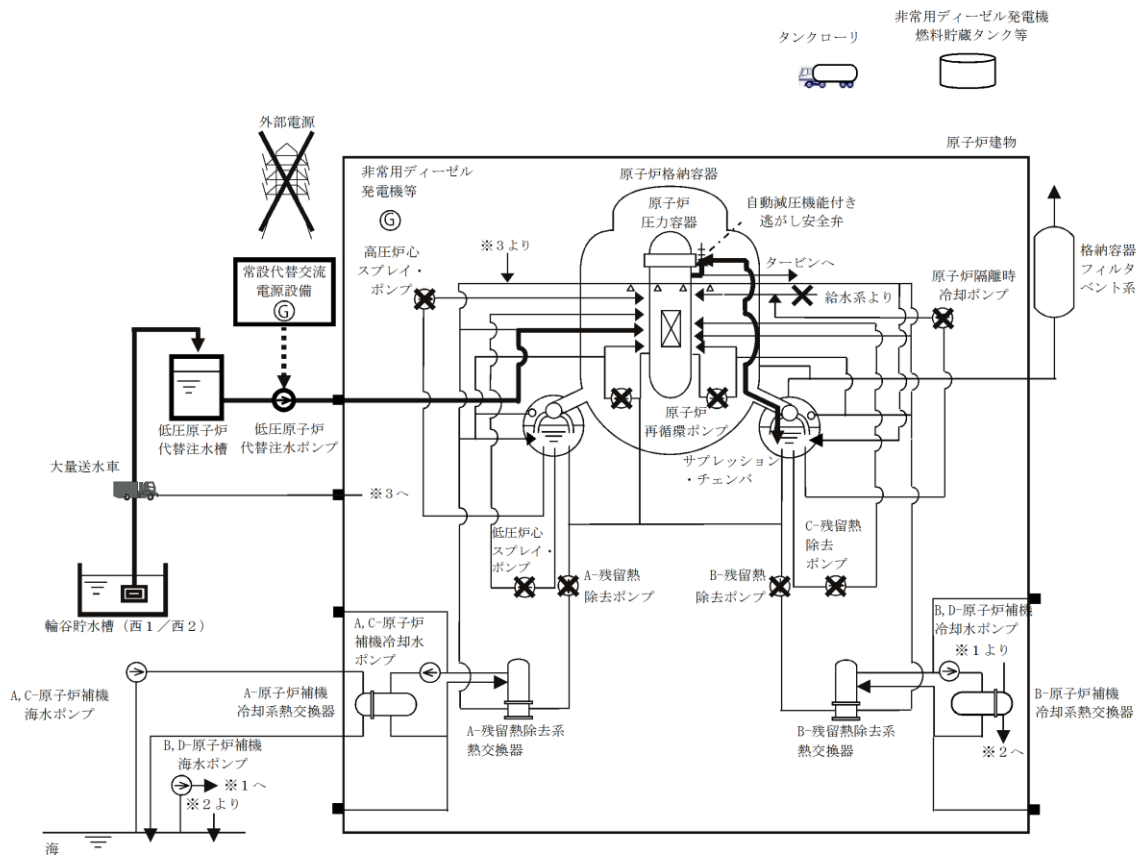 非常用ディーゼル発電機
燃料貯蔵タンク等
タンクローリ
外部電源
原子炉建物
非常用ディーゼル
発電機等
G
原子炉格納容器
原子炉
圧力容器
自動減圧機能付き
逃がし安全弁
高圧炉心
スプレイ・
ポンプ
※3より
タービンへ
給水系より
原子炉隔離時
冷却ポンプ
格納容器
フィルタ
ベント系
常設代替交流
電源設備
G
低圧原子炉
代替注水槽
低圧原子炉
代替注水ポンプ
原子炉
再循環ポンプ
サプレッション
・チェンバ
大量送水車
※3へ
低圧炉心
スプレイ・
ポンプ
A-残留熱
除去ポンプ
B-残留熱
除去ポンプ
C-残留熱
除去
ポンプ
輪谷貯水槽（西1／西2）
A,C-原子炉
補機冷却水
ポンプ
B,D-原子炉補機
冷却水ポンプ
※1より
A,C-原子炉補機
海水ポンプ
A-原子炉補機
冷却系熱交換器
B-原子炉補機
冷却系熱交換器
A-残留熱除去系
熱交換器
B-残留熱除去系
熱交換器
※2へ
B,D-原子炉補機
海水ポンプ
※1へ
※2より
海